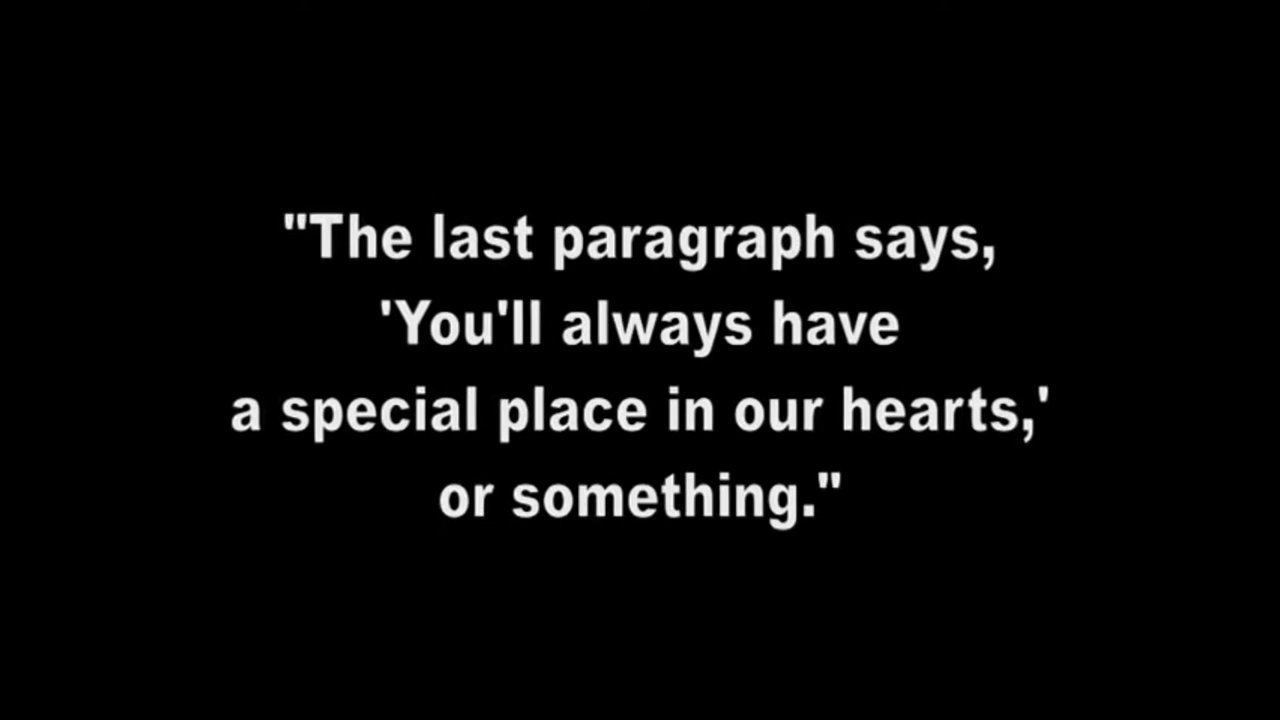 "The last paragraph says,
'You'll always have
a special place in our hearts,'
or something."